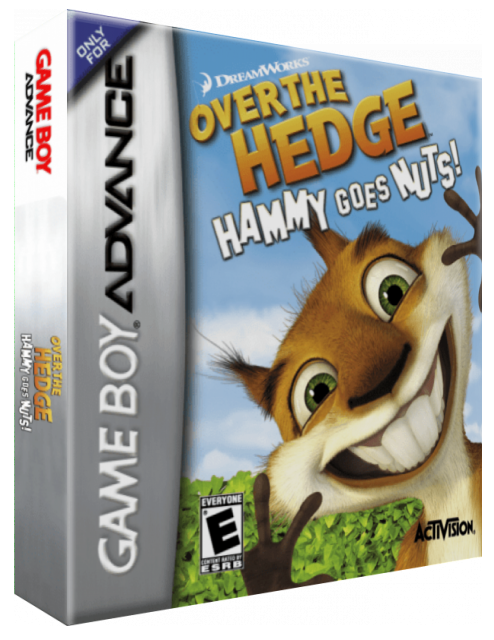 GAME BOY
ADVANCE
OVER THE
HEDGE
HAMMY GOES NUTS!
ONLY
FOR
GAME BOY ADVANCE
DREAMWORKS
OVER THE
HEDGE
HAMMY GOES NUTS!
EVERYONE
E
CONTENT RATED BY
ESRB
ACTIVISION.